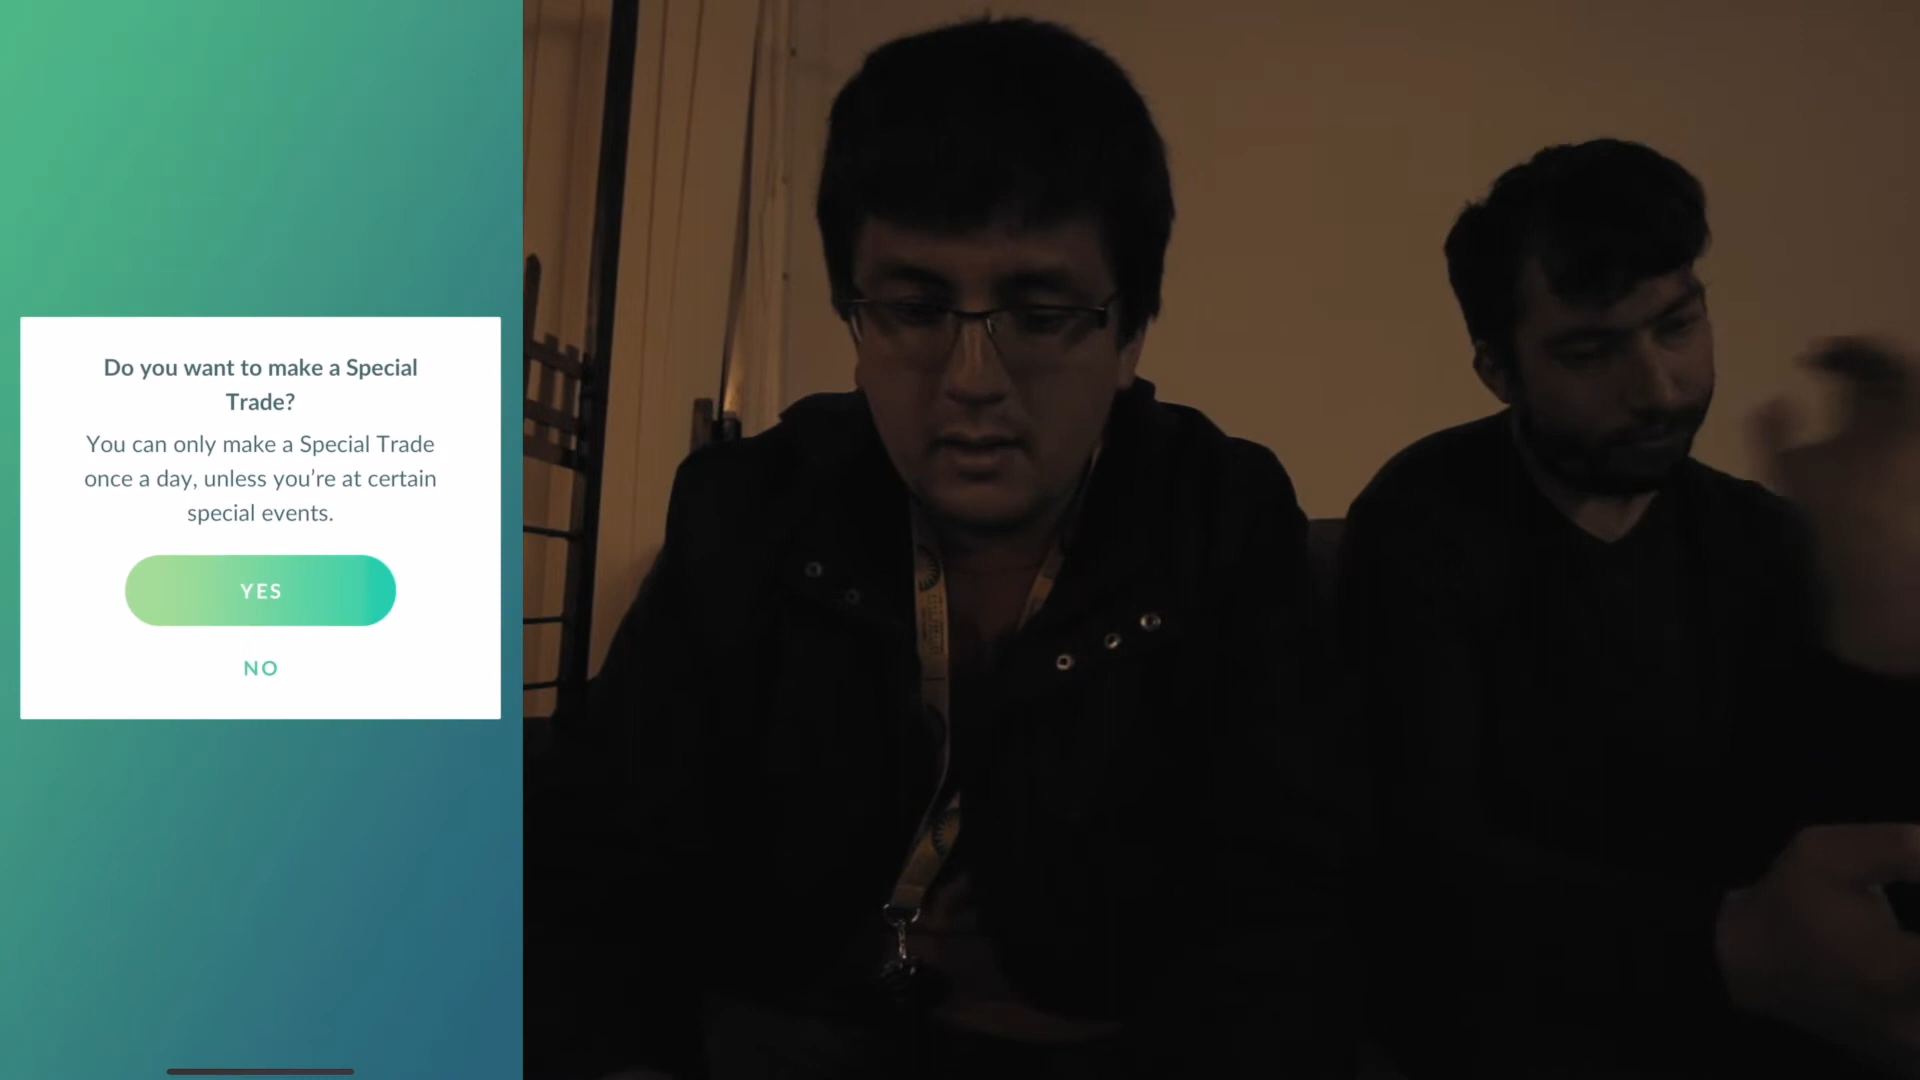 Do you want to make a Special
Trade?
You can only make a Special Trade
once a day, unless you're at certain
special events.
YES
NO